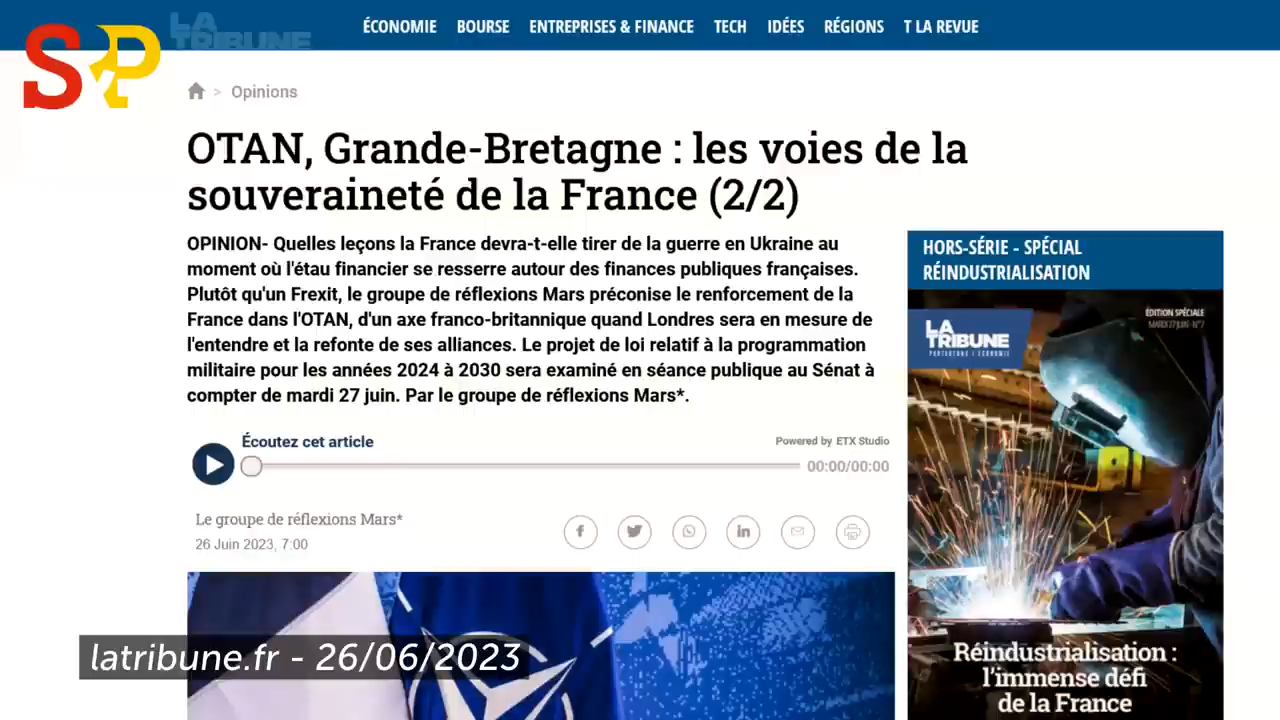 SP
LA TRIBUNE
ÉCONOMIE BOURSE ENTREPRISES & FINANCE TECH IDÉES RÉGIONS T LA REVUE
> Opinions
OTAN, Grande-Bretagne : les voies de la
souveraineté de la France (2/2)
OPINION- Quelles leçons la France devra-t-elle tirer de la guerre en Ukraine au
moment où l'étau financier se resserre autour des finances publiques françaises.
Plutôt qu'un Frexit, le groupe de réflexions Mars préconise le renforcement de la
France dans l'OTAN, d'un axe franco-britannique quand Londres sera en mesure de
l'entendre et la refonte de ses alliances. Le projet de loi relatif à la programmation
militaire pour les années 2024 à 2030 sera examiné en séance publique au Sénat à
compter de mardi 27 juin. Par le groupe de réflexions Mars*.
Écoutez cet article
Powered by ETX Studio
00:00/00:00
Le groupe de réflexions Mars*
26 Juin 2023, 7:00
HORS-SÉRIE - SPÉCIAL
RÉINDUSTRIALISATION
ÉDITION SPÉCIALE
MARDI 27 JUIN - N°7
LA
TRIBUNE
PARTAGEONS L'ÉCONOMIE
Réindustrialisation :
l'immense défi
de la France
latribune.fr - 26/06/2023